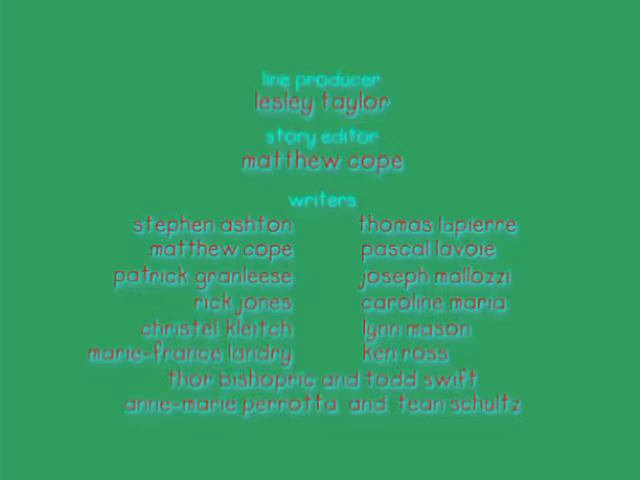 line producer
lesley taylor
story editor
matthew cope
writers
stephen ashton thomas lapierre
matthew cope pascal lavoie
patrick granleese joseph mallozzi
rick jones caroline maria
christel kleitch lynn mason
marie-france landry ken ross
thor bishopric and todd swift
anne-marie perrotta and tean schultz